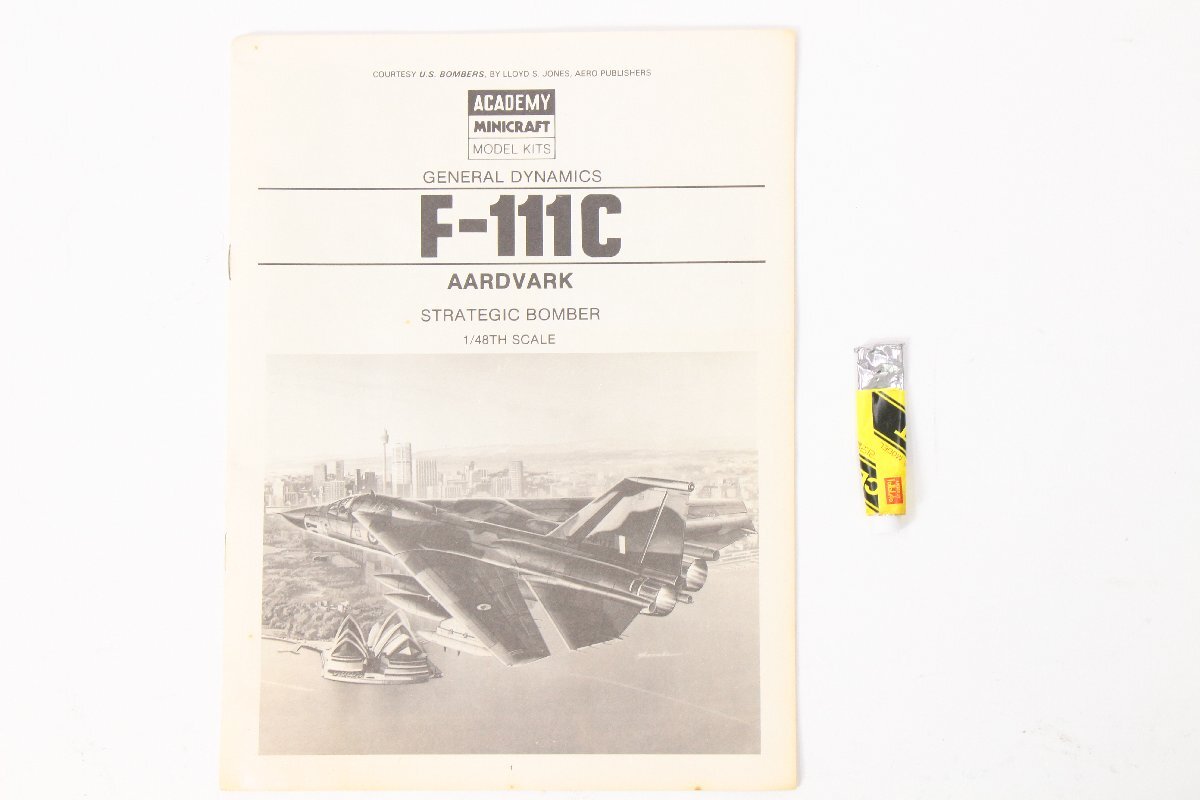 COURTESY U.S. BOMBERS, BY LLOYD S. JONES, AERO PUBLISHERS
ACADEMY
MINICRAFT
MODEL KITS
GENERAL DYNAMICS
F-111C
AARDVARK
STRATEGIC BOMBER
1/48TH SCALE
1